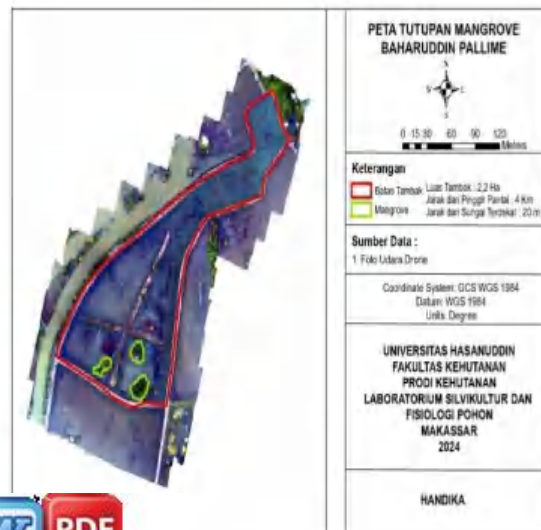 PETA TUTUPAN MANGROVE
BAHARUDDIN PALLIME
N
W E
S
0 15 30 60 90 120
Meters
Keterangan
Batas Tambak Luas Tambak : 2,2 Ha
Jarak dari Pinggir Pantai : 4 Km
Mangrove Jarak dari Sungai Terdekat : 20 m
Sumber Data :
1. Foto Udara Drone
Coordinate System: GCS WGS 1984
Datum: WGS 1984
Units: Degree
UNIVERSITAS HASANUDDIN
FAKULTAS KEHUTANAN
PRODI KEHUTANAN
LABORATORIUM SILVIKULTUR DAN
FISIOLOGI POHON
MAKASSAR
2024
HANDIKA
PDF